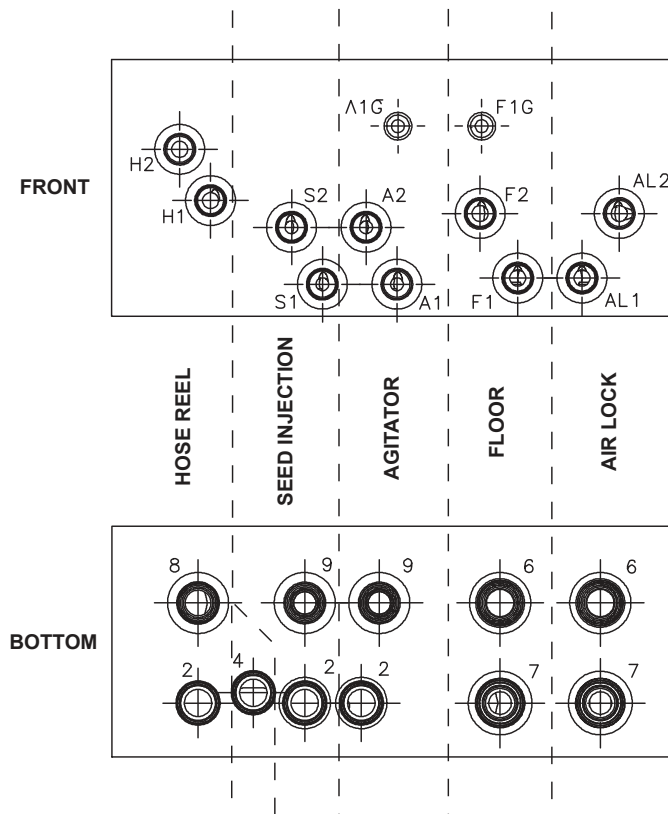 Λ1G F1G
H2
FRONT
H1
S2 A2 F2 AL2
S1 A1 F1 AL1
HOSE REEL
SEED INJECTION
AGITATOR
FLOOR
AIR LOCK
8 9 9 6 6
BOTTOM
2 4 2 2 7 7